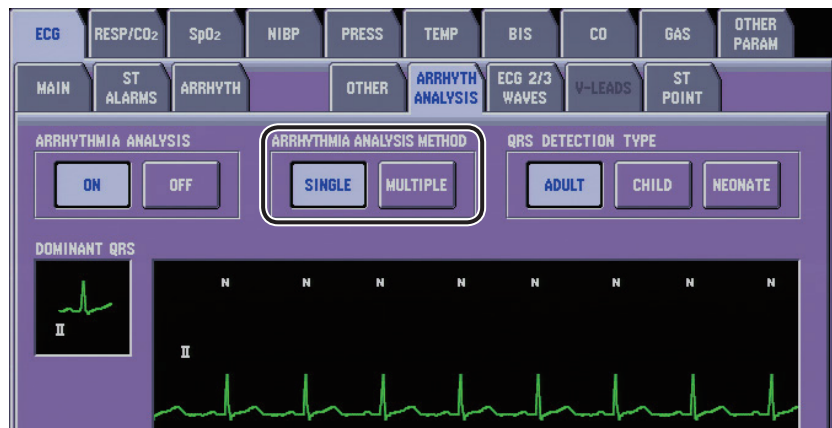 ECG RESP/CO2 SpO2 NIBP PRESS TEMP BIS CO GAS OTHER PARAM
MAIN ST ALARMS ARRHYTH OTHER ARRHYTH ANALYSIS ECG 2/3 WAVES V-LEADS ST POINT
ARRHYTHMIA ANALYSIS ARRHYTHMIA ANALYSIS METHOD QRS DETECTION TYPE
ON OFF SINGLE MULTIPLE ADULT CHILD NEONATE
DOMINANT QRS
N N N N N N N N
II
II